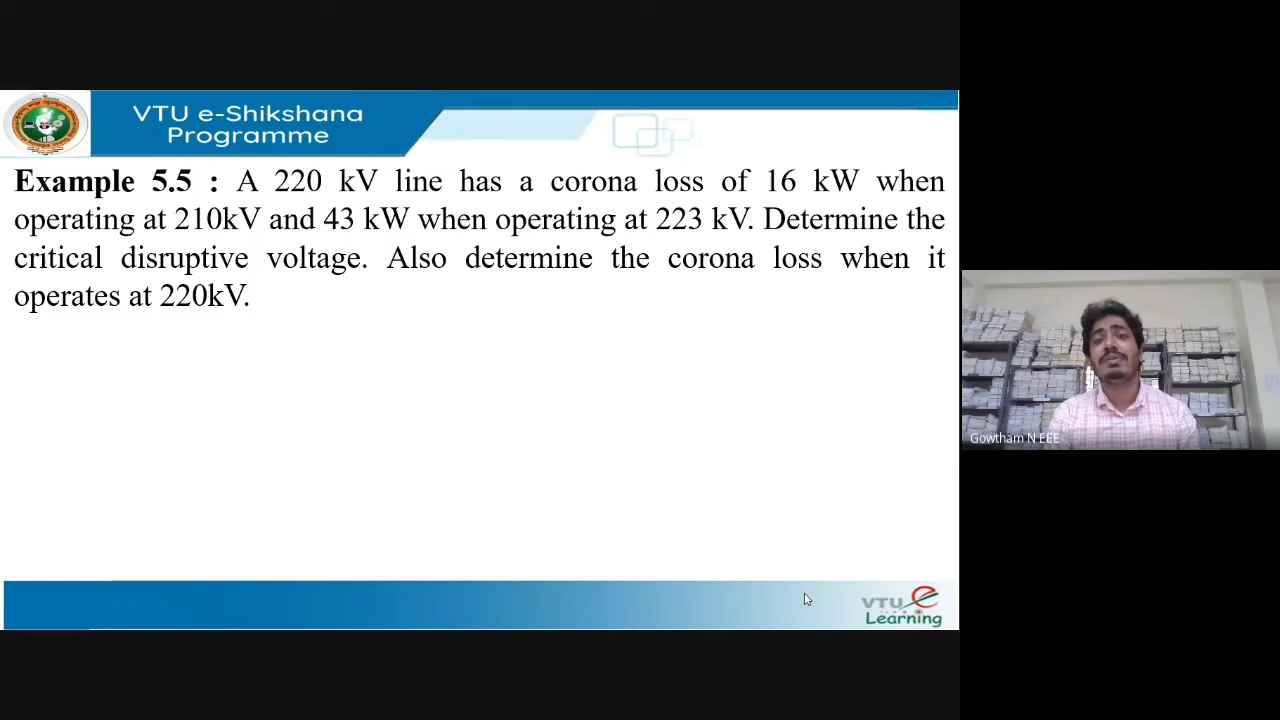 VTU e-Shikshana
Programme
Example 5.5 : A 220 kV line has a corona loss of 16 kW when
operating at 210kV and 43 kW when operating at 223 kV. Determine the
critical disruptive voltage. Also determine the corona loss when it
operates at 220kV.
Gowtham N EEE
VTU e
Learning